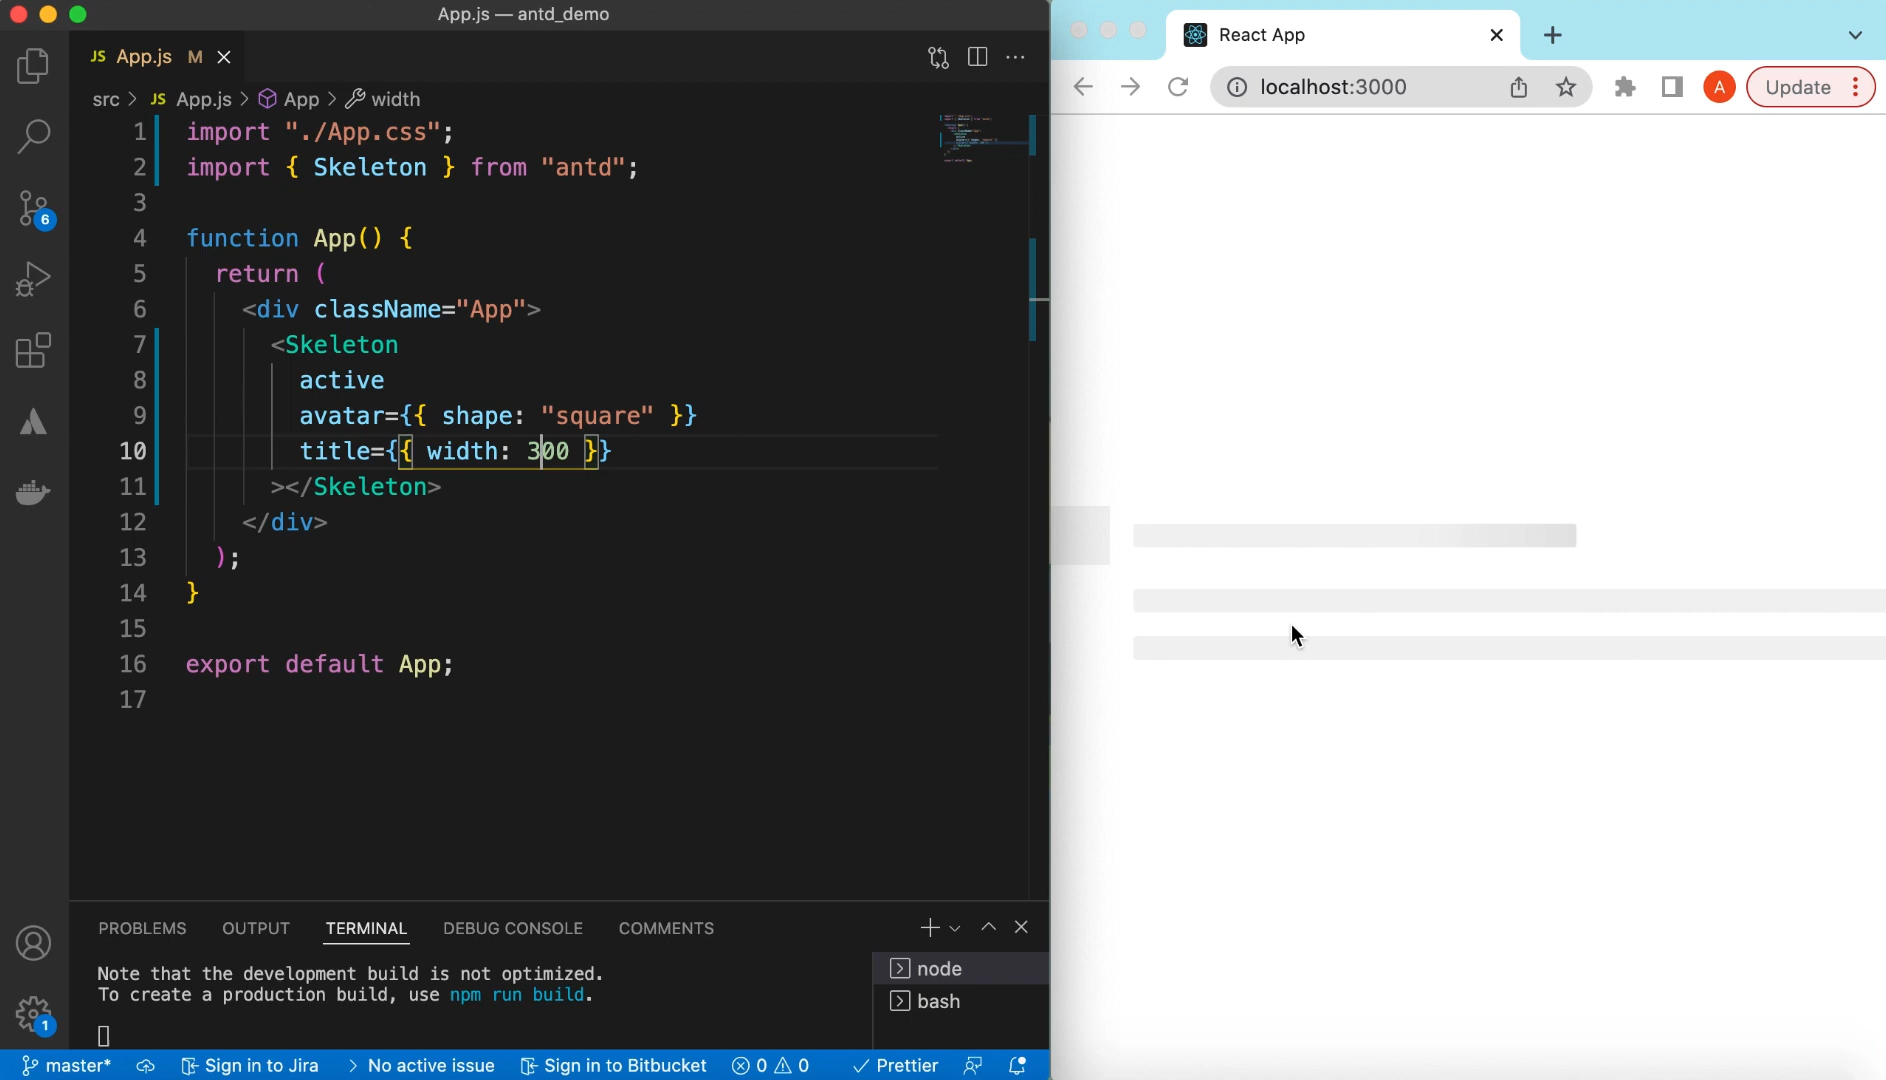 App.js — antd_demo
JS App.js M
src > JS App.js > App > width
1 import "./App.css";
2 import { Skeleton } from "antd";
3
4 function App() {
5 return (
6 <div className="App">
7 <Skeleton
8 active
9 avatar={{ shape: "square" }}
10 title={{ width: 300 }}
11 ></Skeleton>
12 </div>
13 );
14 }
15
16 export default App;
17
6
1
PROBLEMS OUTPUT TERMINAL DEBUG CONSOLE COMMENTS
Note that the development build is not optimized.
To create a production build, use npm run build.
node
bash
master* Sign in to Jira > No active issue Sign in to Bitbucket 0 0 Prettier
React App
localhost:3000
A
Update